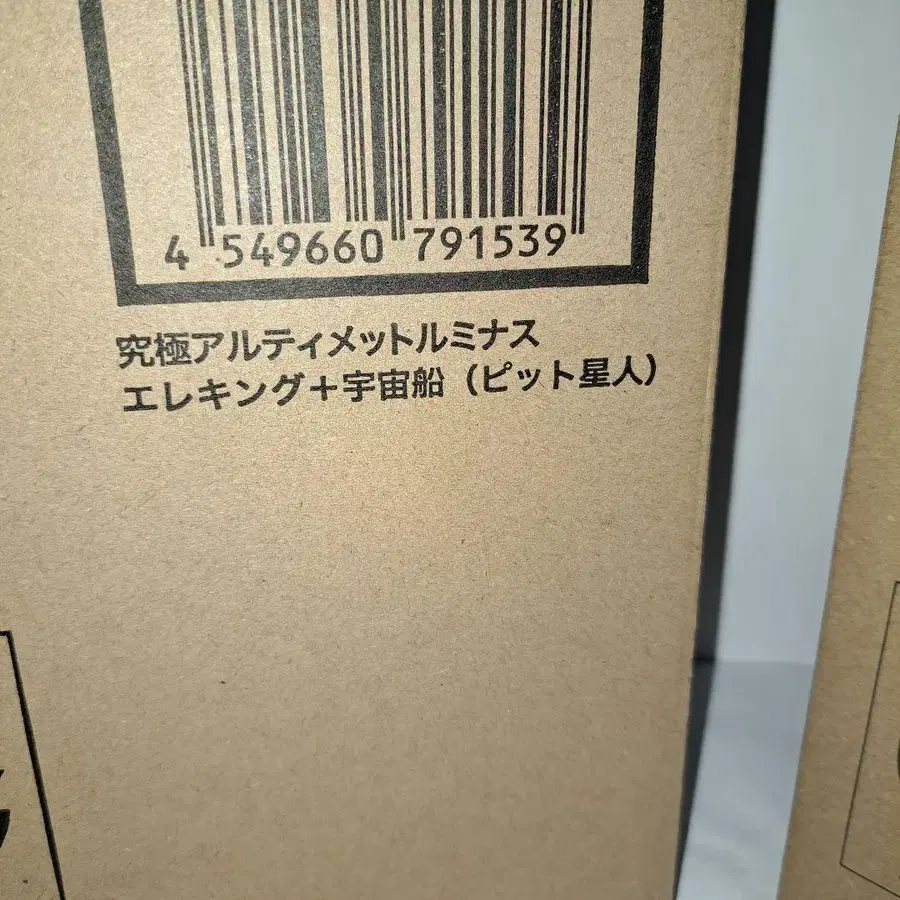 4 549660 791539
究極アルティメットルミナス
エレキング＋宇宙船（ピット星人）